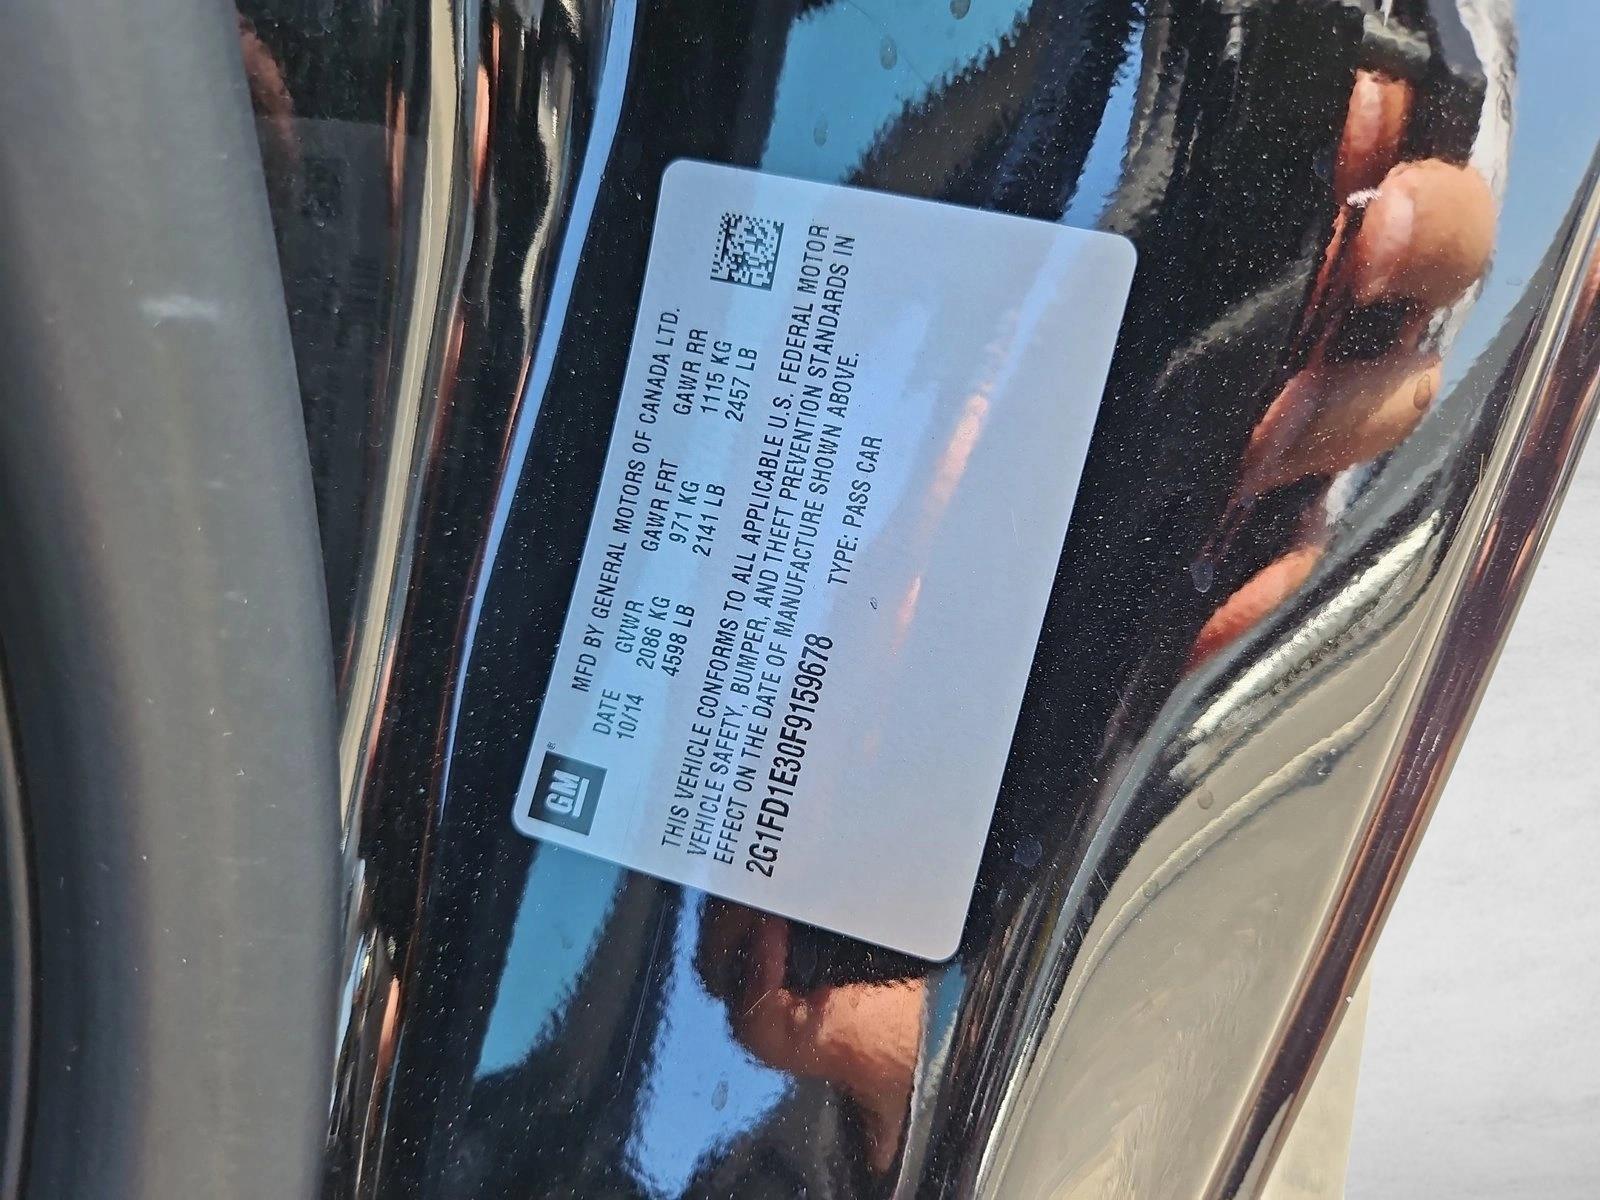 GM®
MFD BY GENERAL MOTORS OF CANADA LTD.
DATE GVWR GAWR FRT GAWR RR
10/14 2086 KG 971 KG 1115 KG
4598 LB 2141 LB 2457 LB
THIS VEHICLE CONFORMS TO ALL APPLICABLE U.S. FEDERAL MOTOR
VEHICLE SAFETY, BUMPER, AND THEFT PREVENTION STANDARDS IN
EFFECT ON THE DATE OF MANUFACTURE SHOWN ABOVE.
2G1FD1E30F9159678 TYPE: PASS CAR